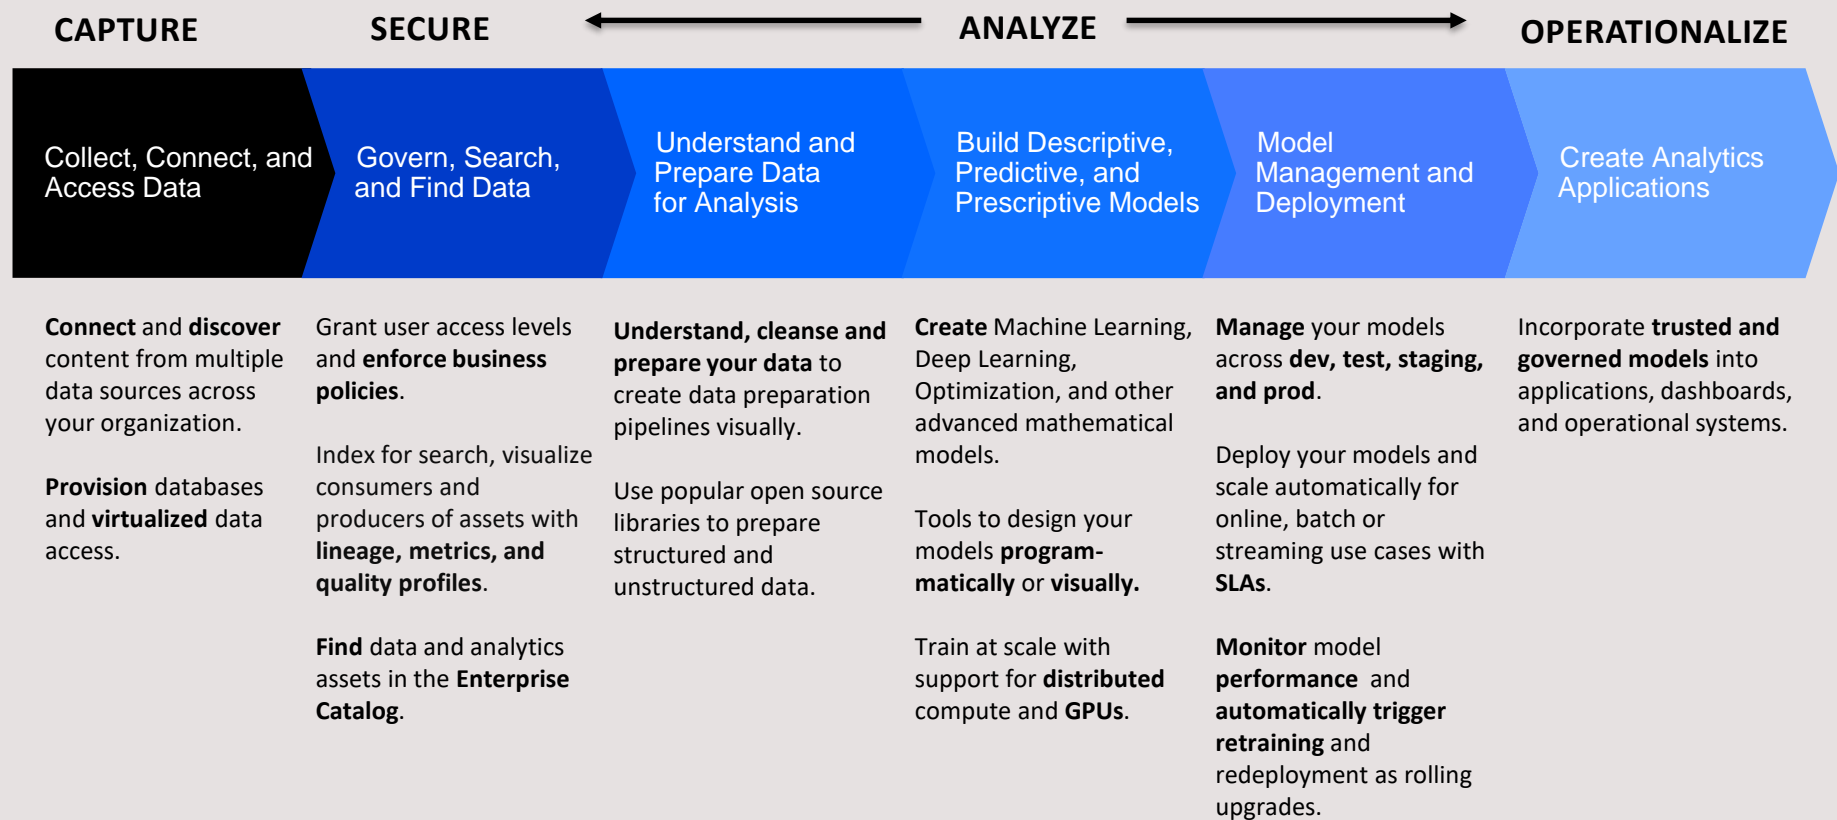 CAPTURE
SECURE
ANALYZE
OPERATIONALIZE
Collect, Connect, and
Access Data
Govern, Search,
and Find Data
Understand and
Prepare Data
for Analysis
Build Descriptive,
Predictive, and
Prescriptive Models
Model
Management and
Deployment
Create Analytics
Applications
Connect and discover
content from multiple
data sources across
your organization.
Provision databases
and virtualized data
access.
Grant user access levels
and enforce business
policies.
Index for search, visualize
consumers and
producers of assets with
lineage, metrics, and
quality profiles.
Find data and analytics
assets in the Enterprise
Catalog.
Understand, cleanse and
prepare your data to
create data preparation
pipelines visually.
Use popular open source
libraries to prepare
structured and
unstructured data.
Create Machine Learning,
Deep Learning,
Optimization, and other
advanced mathematical
models.
Tools to design your
models program-
matically or visually.
Train at scale with
support for distributed
compute and GPUs.
Manage your models
across dev, test, staging,
and prod.
Deploy your models and
scale automatically for
online, batch or
streaming use cases with
SLAs.
Monitor model
performance and
automatically trigger
retraining and
redeployment as rolling
upgrades.
Incorporate trusted and
governed models into
applications, dashboards,
and operational systems.